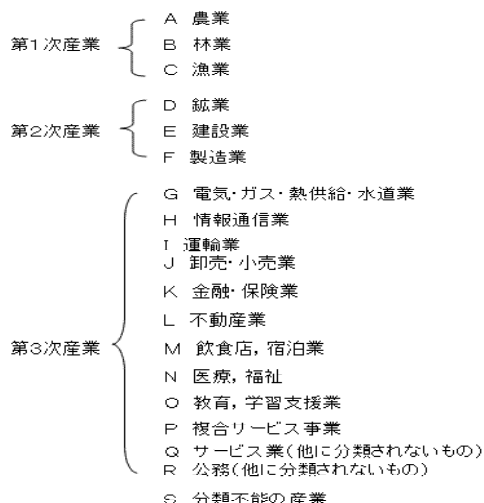 第1次産業
A 農業
B 林業
C 漁業
第2次産業
D 鉱業
E 建設業
F 製造業
第3次産業
G 電気・ガス・熱供給・水道業
H 情報通信業
I 運輸業
J 卸売・小売業
K 金融・保険業
L 不動産業
M 飲食店，宿泊業
N 医療，福祉
O 教育，学習支援業
P 複合サービス事業
Q サービス業(他に分類されないもの)
R 公務(他に分類されないもの)
S 分類不能の産業